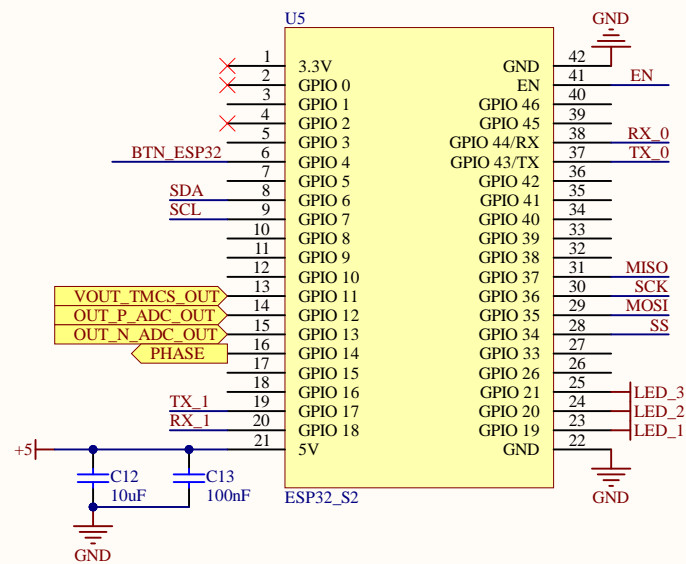 U5
GND
1 3.3V GND 42
2 GPIO 0 EN 41 EN
3 GPIO 1 GPIO 46 40
4 GPIO 2 GPIO 45 39
5 GPIO 3 GPIO 44/RX 38 RX_0
BTN_ESP32 6 GPIO 4 GPIO 43/TX 37 TX_0
7 GPIO 5 GPIO 42 36
SDA 8 GPIO 6 GPIO 41 35
SCL 9 GPIO 7 GPIO 40 34
10 GPIO 8 GPIO 39 33
11 GPIO 9 GPIO 38 32
12 GPIO 10 GPIO 37 31 MISO
VOUT_TMCS_OUT 13 GPIO 11 GPIO 36 30 SCK
OUT_P_ADC_OUT 14 GPIO 12 GPIO 35 29 MOSI
OUT_N_ADC_OUT 15 GPIO 13 GPIO 34 28 SS
PHASE 16 GPIO 14 GPIO 33 27
17 GPIO 15 GPIO 26 26
18 GPIO 16 GPIO 21 25 LED_3
TX_1 19 GPIO 17 GPIO 20 24 LED_2
RX_1 20 GPIO 18 GPIO 19 23 LED_1
+5 21 5V GND 22
C12 C13
10uF 100nF
ESP32_S2 GND
GND